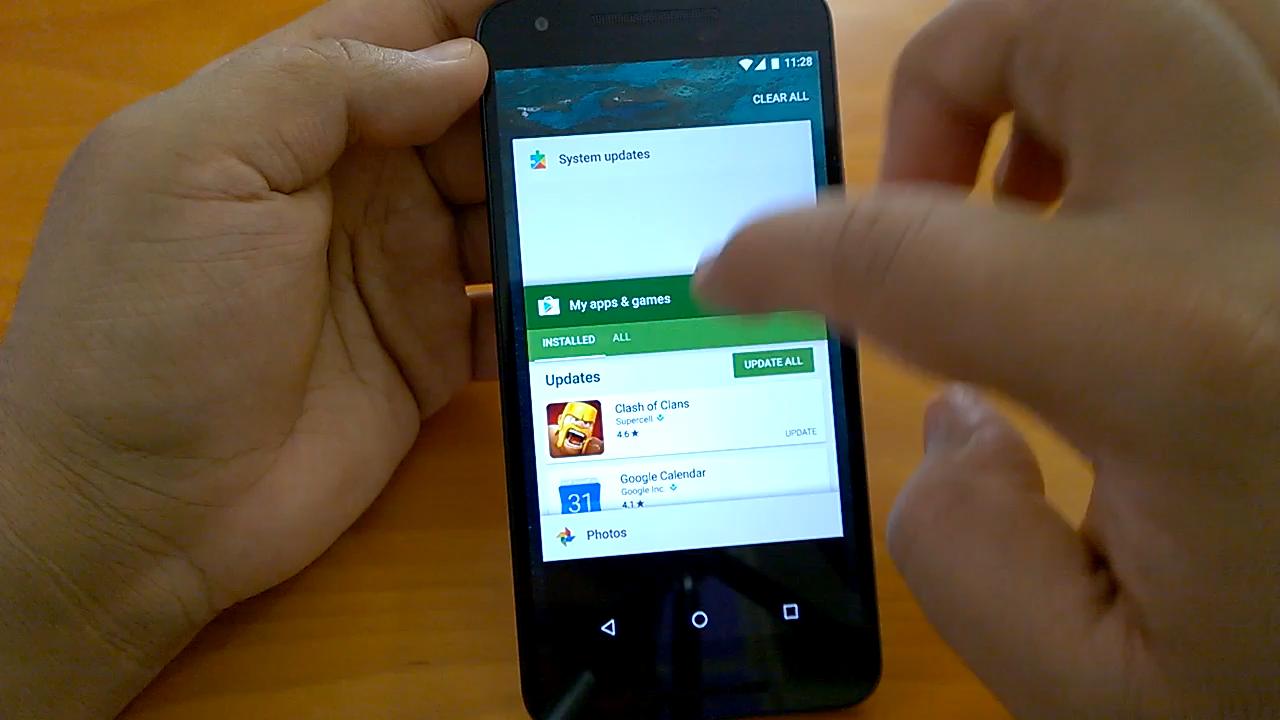 11:28
CLEAR ALL
System updates
My apps & games
INSTALLED ALL
Updates UPDATE ALL
Clash of Clans
Supercell
4.6
UPDATE
Google Calendar
Google Inc.
31
4.1
Photos